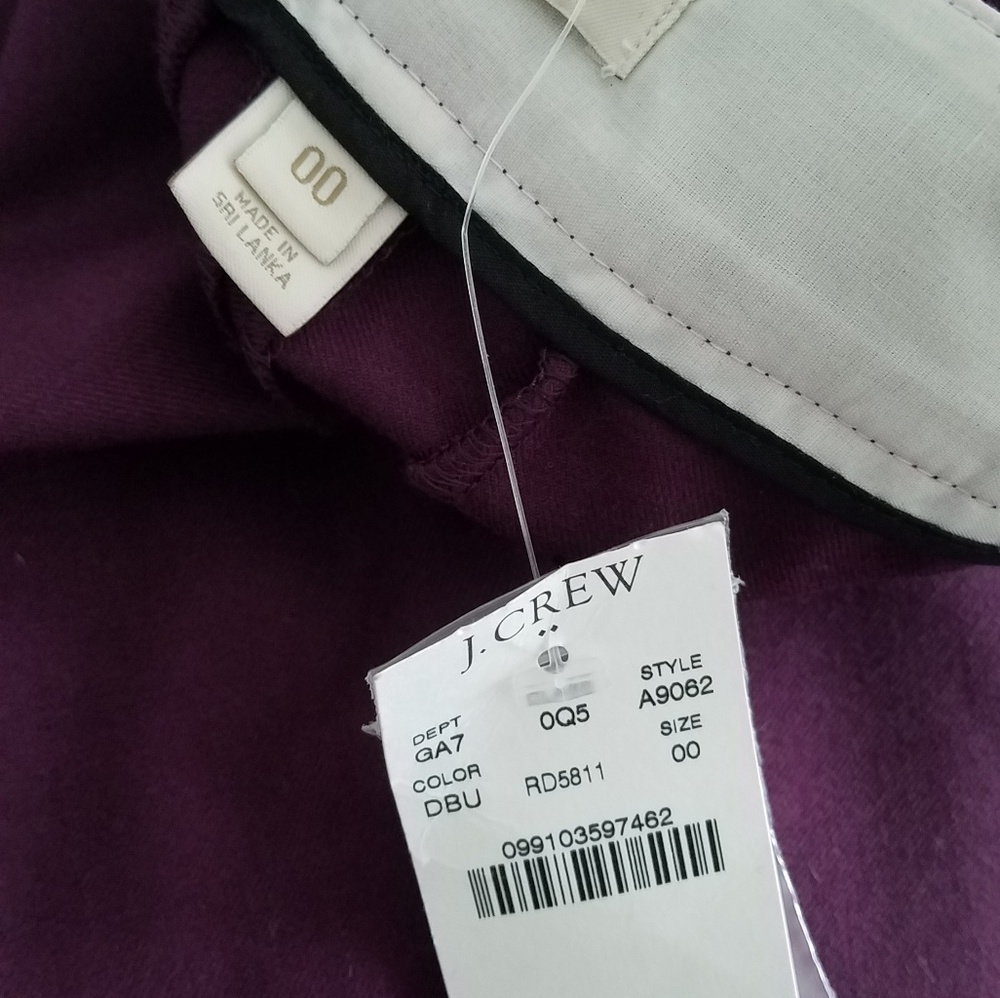 00
MADE IN
SRI LANKA
J. CREW
DEPT
GA7
0Q5
STYLE
A9062
COLOR
DBU
RD5811
SIZE
00
099103597462